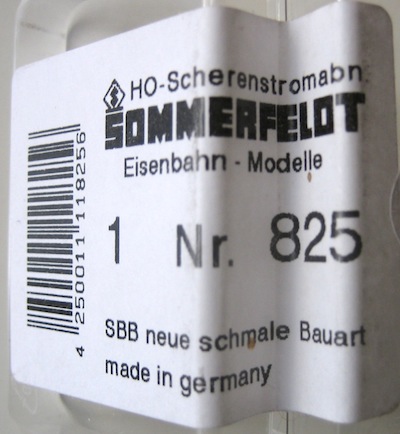 HO-Scherenstromabn.
SOMMERFELDT
Eisenbahn - Modelle
1 Nr. 825
SBB neue schmale Bauart
made in germany
4 250011 118256